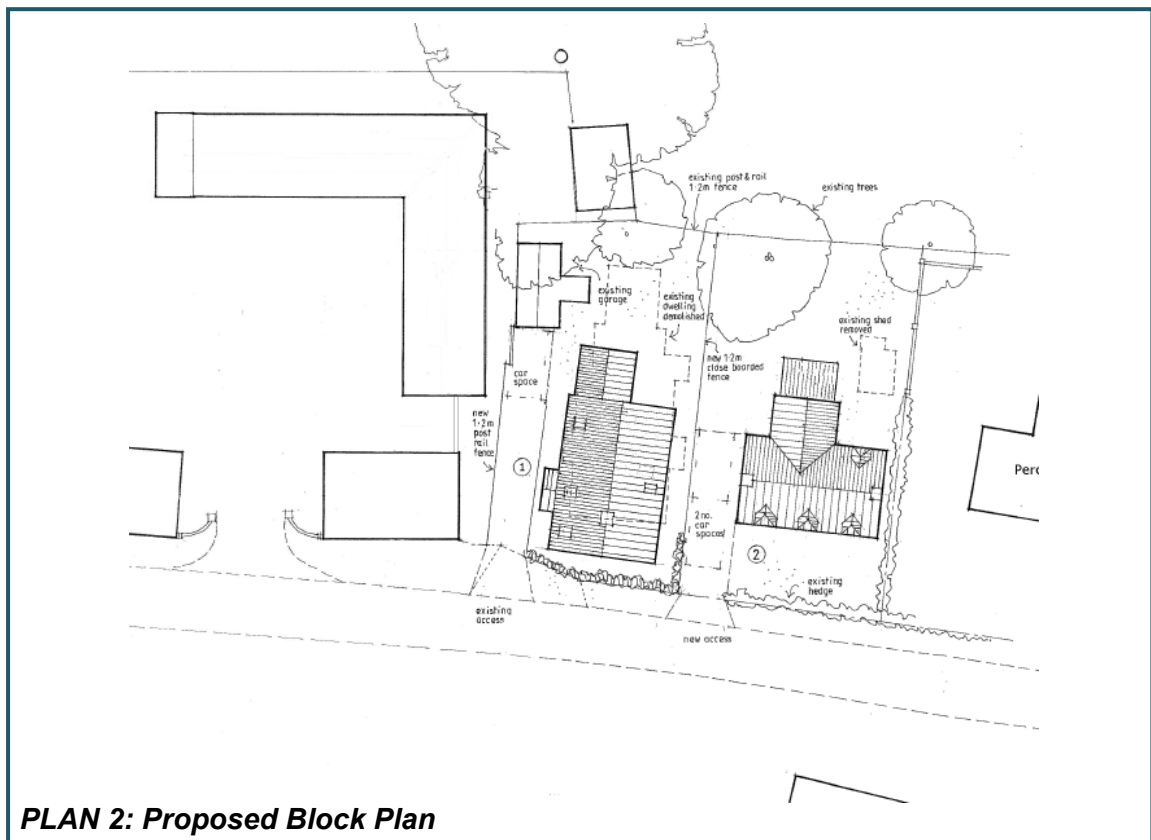 existing post & rail
1·2m fence
existing trees
existing
garage
existing
dwelling
demolished
existing shed
removed
new 1·2m
close boarded
fence
car
space
new
1·2m
post
rail
fence
1
2 no.
car
spaces
2
existing
hedge
existing
access
new access
Perc
PLAN 2: Proposed Block Plan